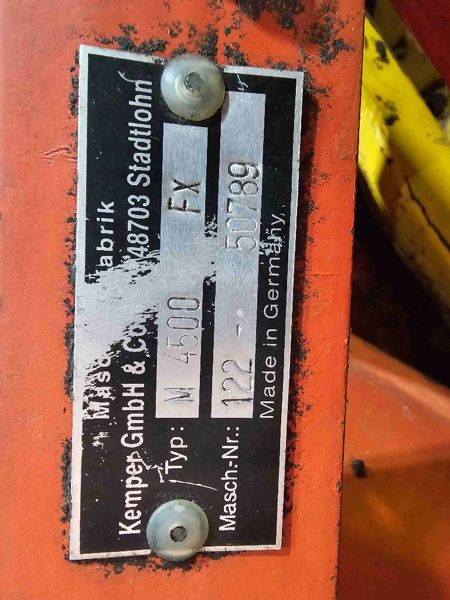 Kemper GmbH & Co. 48703 Stadtlohn
Typ: M 4500 FX
Masch.-Nr.: 122 - 50789
Made in Germany